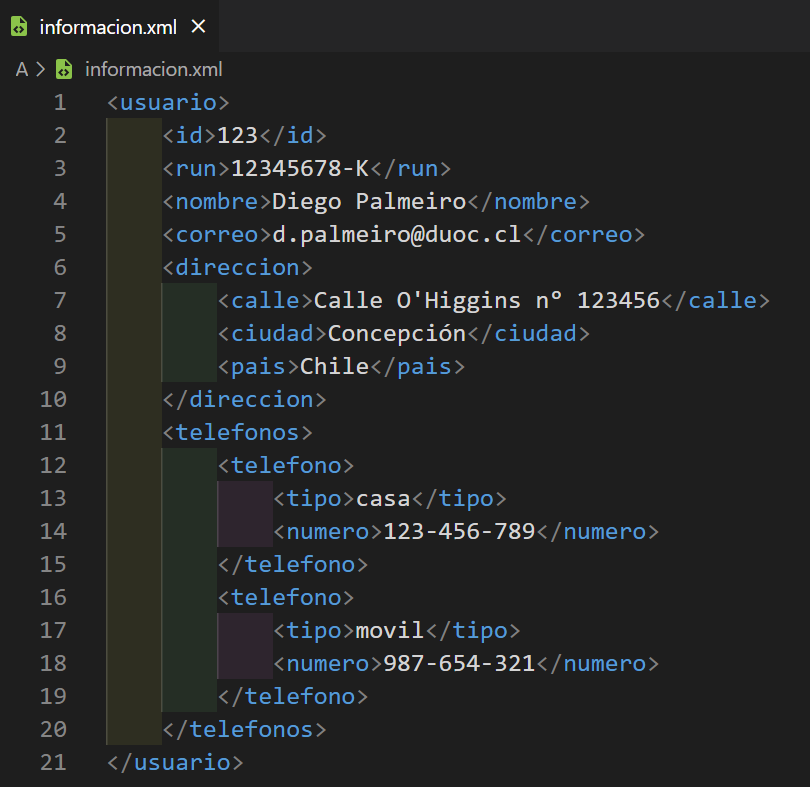 informacion.xml
A > informacion.xml
1 <usuario>
2 <id>123</id>
3 <run>12345678-K</run>
4 <nombre>Diego Palmeiro</nombre>
5 <correo>d.palmeiro@duoc.cl</correo>
6 <direccion>
7 <calle>Calle O'Higgins nº 123456</calle>
8 <ciudad>Concepción</ciudad>
9 <pais>Chile</pais>
10 </direccion>
11 <telefonos>
12 <telefono>
13 <tipo>casa</tipo>
14 <numero>123-456-789</numero>
15 </telefono>
16 <telefono>
17 <tipo>movil</tipo>
18 <numero>987-654-321</numero>
19 </telefono>
20 </telefonos>
21 </usuario>